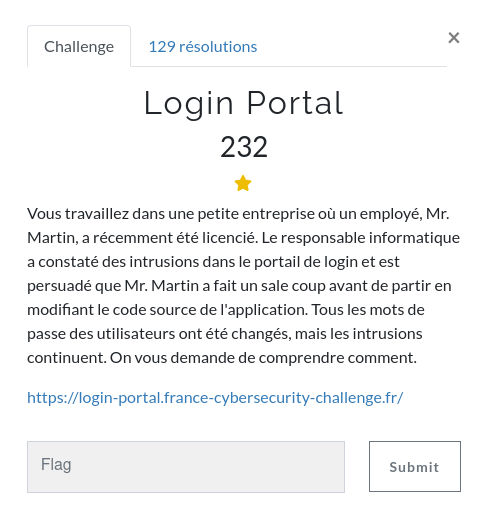 Challenge
129 résolutions
×
Login Portal
232
Vous travaillez dans une petite entreprise où un employé, Mr.
Martin, a récemment été licencié. Le responsable informatique
a constaté des intrusions dans le portail de login et est
persuadé que Mr. Martin a fait un sale coup avant de partir en
modifiant le code source de l'application. Tous les mots de
passe des utilisateurs ont été changés, mais les intrusions
continuent. On vous demande de comprendre comment.
https://login-portal.france-cybersecurity-challenge.fr/
Flag
Submit